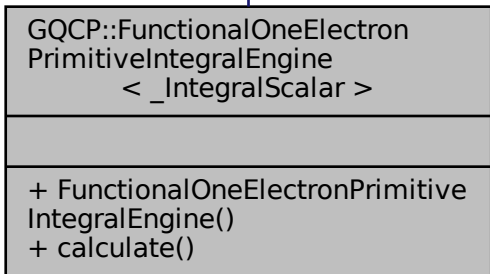 GQCP::FunctionalOneElectron
PrimitiveIntegralEngine
< _IntegralScalar >
+ FunctionalOneElectronPrimitive
IntegralEngine()
+ calculate()